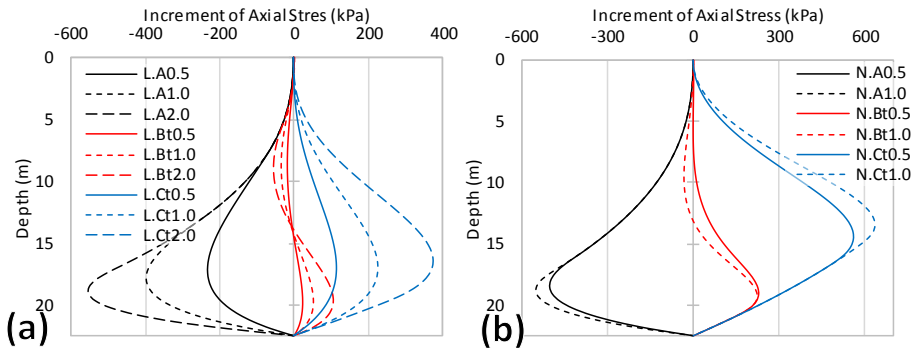 Increment of Axial Stres (kPa)
-600 -400 -200 0 200 400
0
5
10
15
20
Depth (m)
L.A0.5
L.A1.0
L.A2.0
L.Bt0.5
L.Bt1.0
L.Bt2.0
L.Ct0.5
L.Ct1.0
L.Ct2.0
(a)
Increment of Axial Stress (kPa)
-600 -300 0 300 600
0
5
10
15
20
Depth (m)
N.A0.5
N.A1.0
N.Bt0.5
N.Bt1.0
N.Ct0.5
N.Ct1.0
(b)